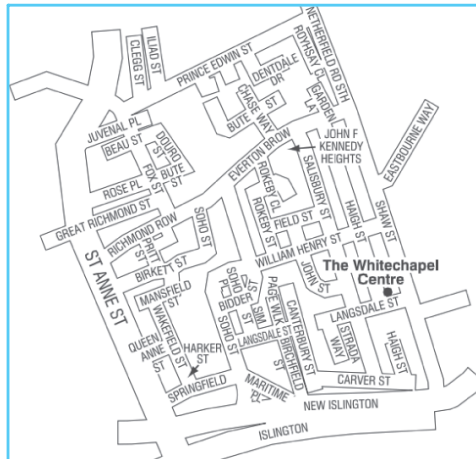 ILIAD ST
CLEGG ST
PRINCE EDWIN ST
DENTDALE
DR
ROYHSAY CL
NETHERFIELD RD STH
GARDEN
LA
CHASE WAY
BUTE ST
EASTBOURNE WAY
JUVENAL PL
BEAU ST
DOURO
ST
BUTE
ST
FOX ST
ROSE PL
GREAT RICHMOND ST
RICHMOND ROW
PRITT
ST
BIRKETT ST
SOHO ST
EVERTON BROW
JOHN F
KENNEDY
HEIGHTS
ROKEBY CL
ROKEBY ST
SALISBURY ST
FIELD ST
WILLIAM HENRY ST
HAIGH ST
SHAW ST
ST ANNE ST
MANSFIELD
ST
WAKEFIELD ST
QUEEN
ANNE
ST
HARKER
ST
SPRINGFIELD
SOHO
PL
SOHO ST
BIDDER
ST
SIM
ST
PAGE WLK
LANGSDALE ST
CANTERBURY ST
BIRCHFIELD
ST
JOHN
ST
The Whitechapel
Centre
LANGSDALE ST
STRADA
WAY
HAIGH ST
CARVER ST
MARITIME
PL
NEW ISLINGTON
ISLINGTON